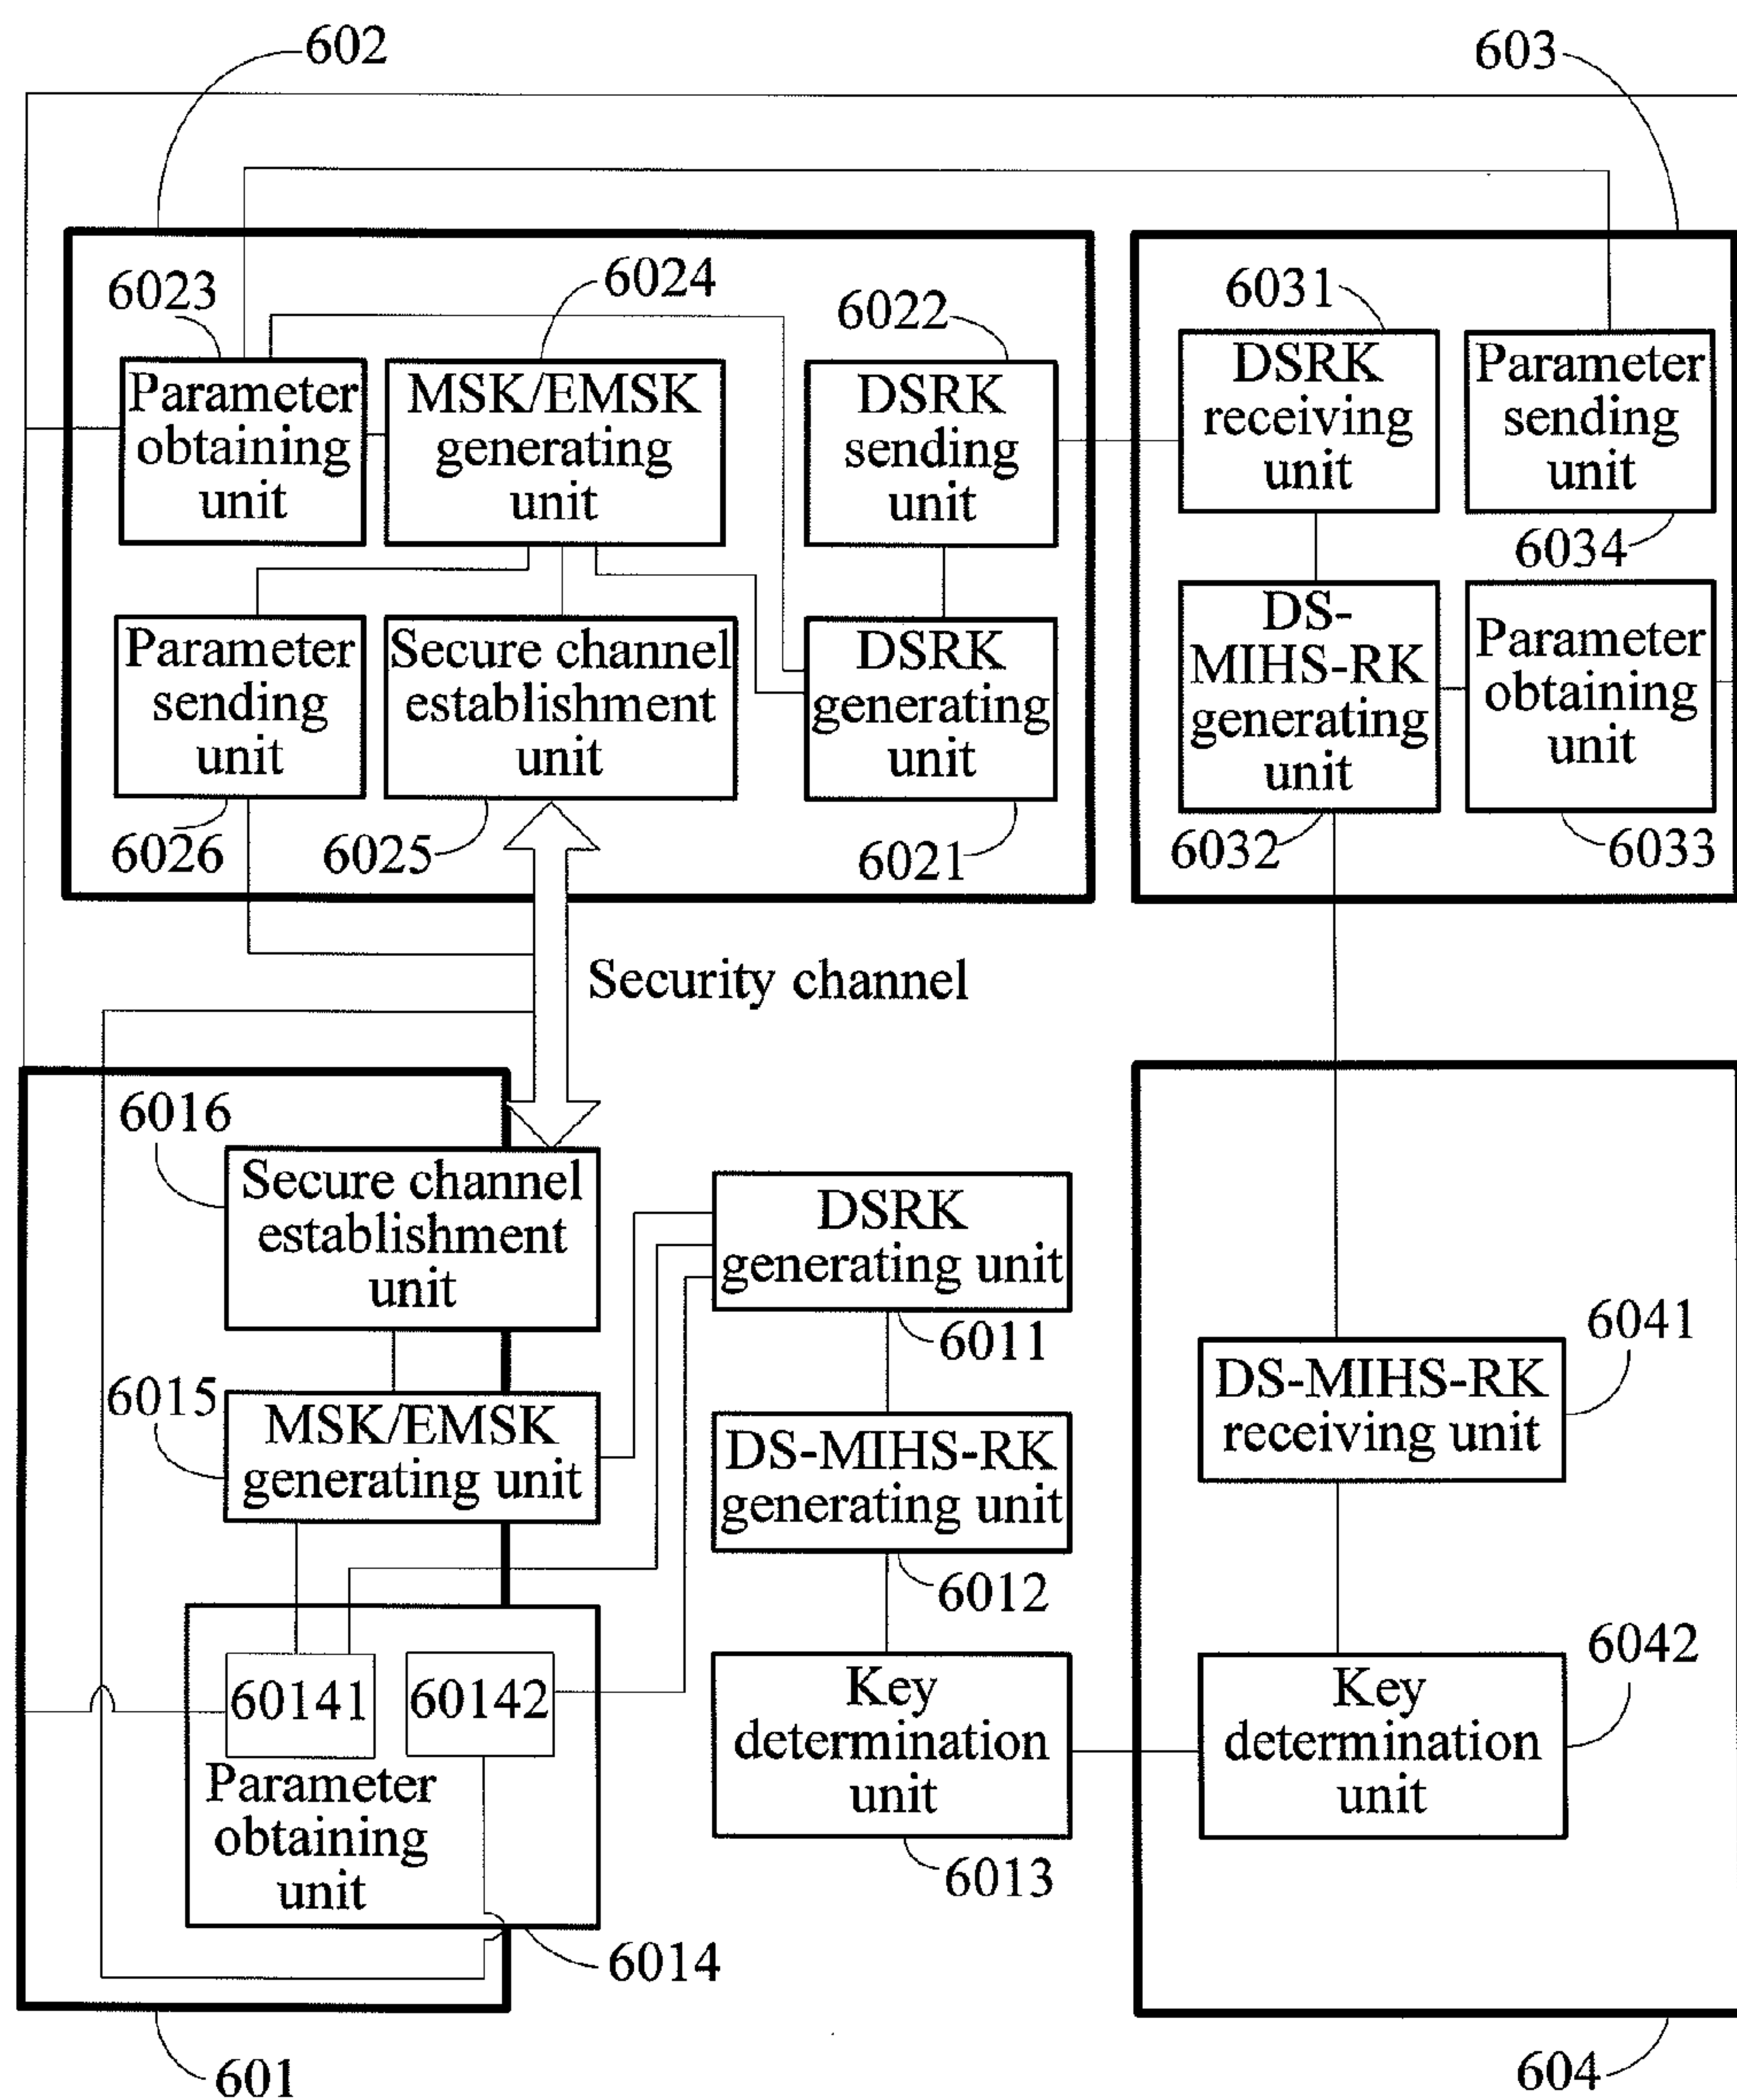 602
603
6023
6024
6022
6031
Parameter
obtaining
unit
MSK/EMSK
generating
unit
DSRK
sending
unit
DSRK
receiving
unit
Parameter
sending
unit
6034
Parameter
sending
unit
Secure channel
establishment
unit
DSRK
generating
unit
DS-
MIHS-RK
generating
unit
Parameter
obtaining
unit
6026
6025
6021
6032
6033
Security channel
6016
Secure channel
establishment
unit
DSRK
generating unit
6011
6041
DS-MIHS-RK
receiving unit
6015
MSK/EMSK
generating unit
DS-MIHS-RK
generating unit
6012
6042
60141
60142
Parameter
obtaining
unit
Key
determination
unit
Key
determination
unit
6013
6014
601
604